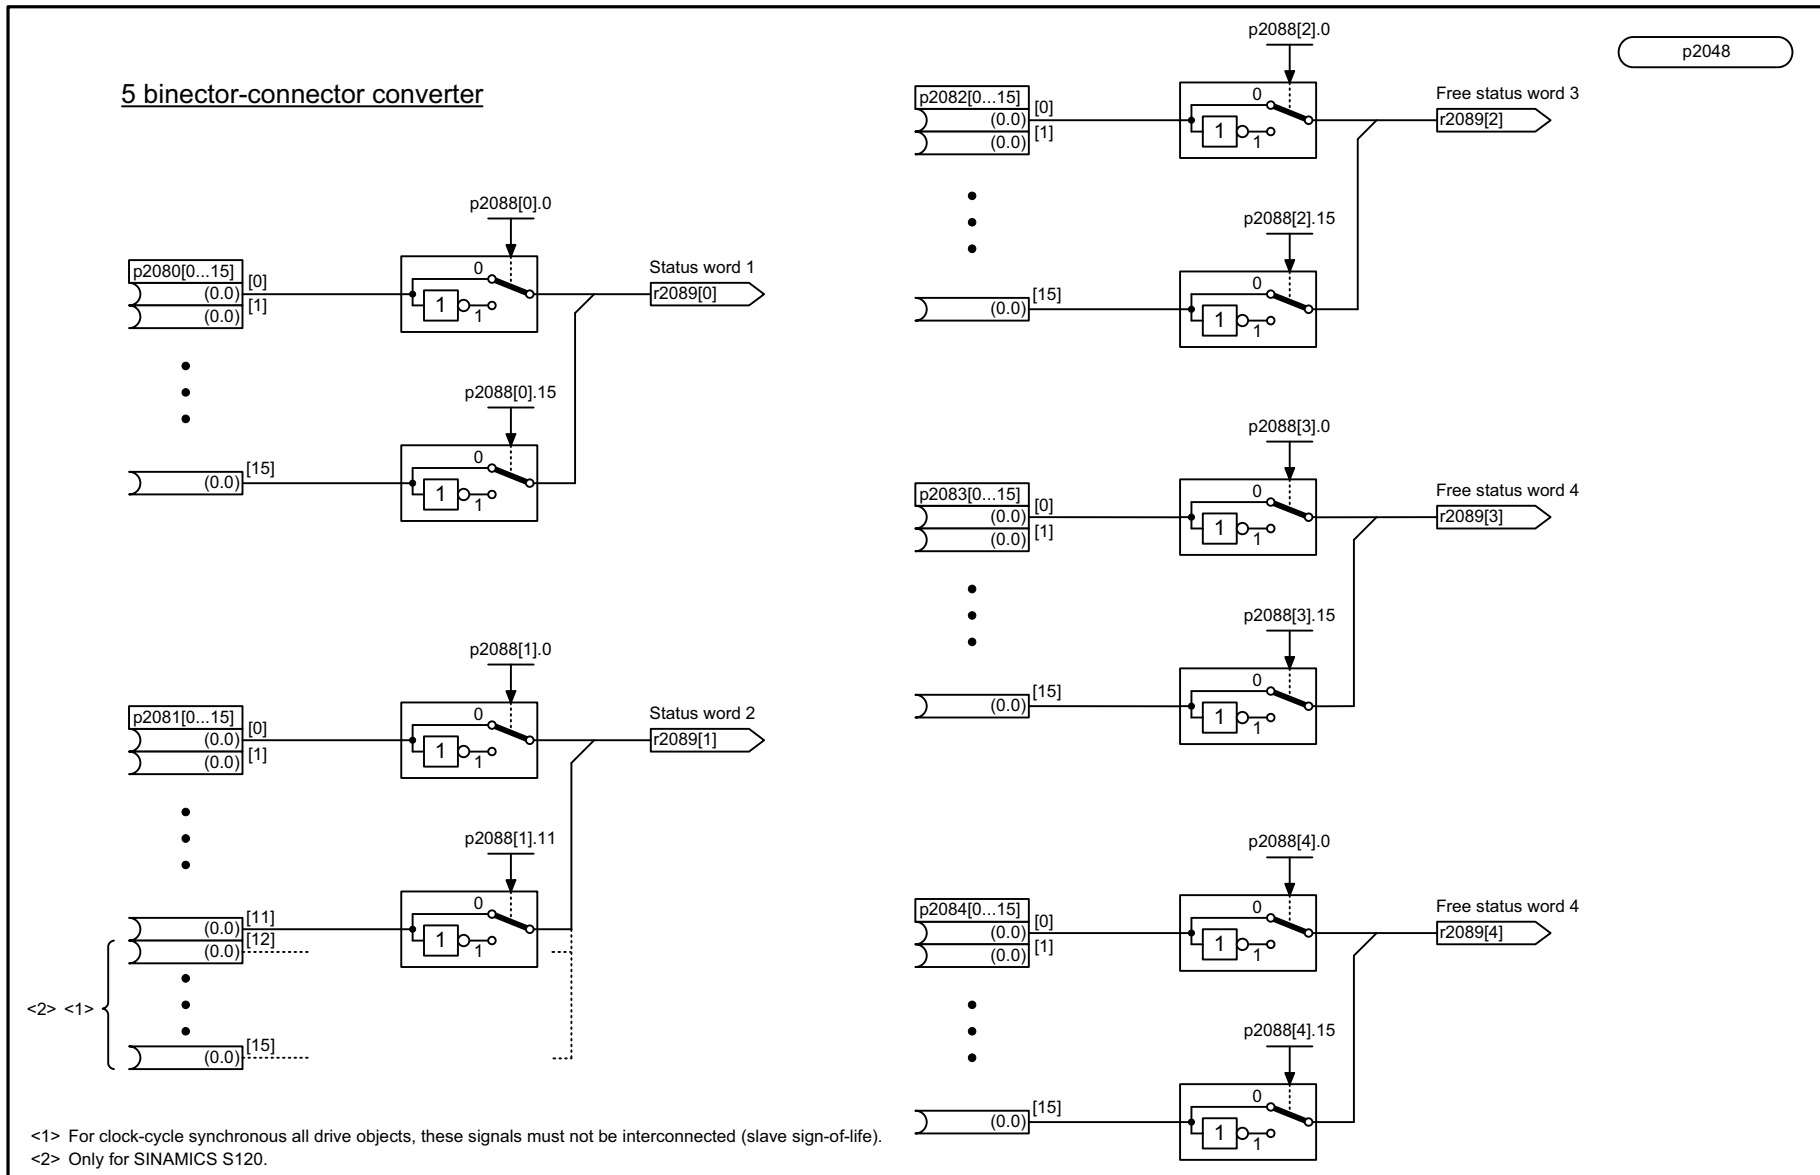 5 binector-connector converter
p2048
p2088[0].0
p2080[0...15]
[0]
(0.0)
[1]
(0.0)
0
1
1
Status word 1
r2089[0]
p2088[0].15
[15]
(0.0)
0
1
1
p2088[1].0
p2081[0...15]
[0]
(0.0)
[1]
(0.0)
0
1
1
Status word 2
r2089[1]
p2088[1].11
[11]
(0.0)
[12]
(0.0)
0
1
1
<2> <1>
[15]
(0.0)
<1> For clock-cycle synchronous all drive objects, these signals must not be interconnected (slave sign-of-life).
<2> Only for SINAMICS S120.
p2088[2].0
p2082[0...15]
[0]
(0.0)
[1]
(0.0)
0
1
1
Free status word 3
r2089[2]
p2088[2].15
[15]
(0.0)
0
1
1
p2088[3].0
p2083[0...15]
[0]
(0.0)
[1]
(0.0)
0
1
1
Free status word 4
r2089[3]
p2088[3].15
[15]
(0.0)
0
1
1
p2088[4].0
p2084[0...15]
[0]
(0.0)
[1]
(0.0)
0
1
1
Free status word 4
r2089[4]
p2088[4].15
[15]
(0.0)
0
1
1